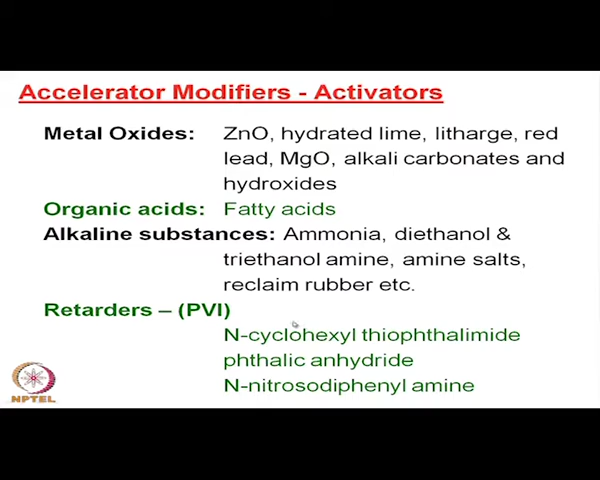 Accelerator Modifiers - Activators
Metal Oxides: ZnO, hydrated lime, litharge, red
lead, MgO, alkali carbonates and
hydroxides
Organic acids: Fatty acids
Alkaline substances: Ammonia, diethanol &
triethanol amine, amine salts,
reclaim rubber etc.
Retarders – (PVI)
N-cyclohexyl thiophthalimide
phthalic anhydride
N-nitrosodiphenyl amine
NPTEL